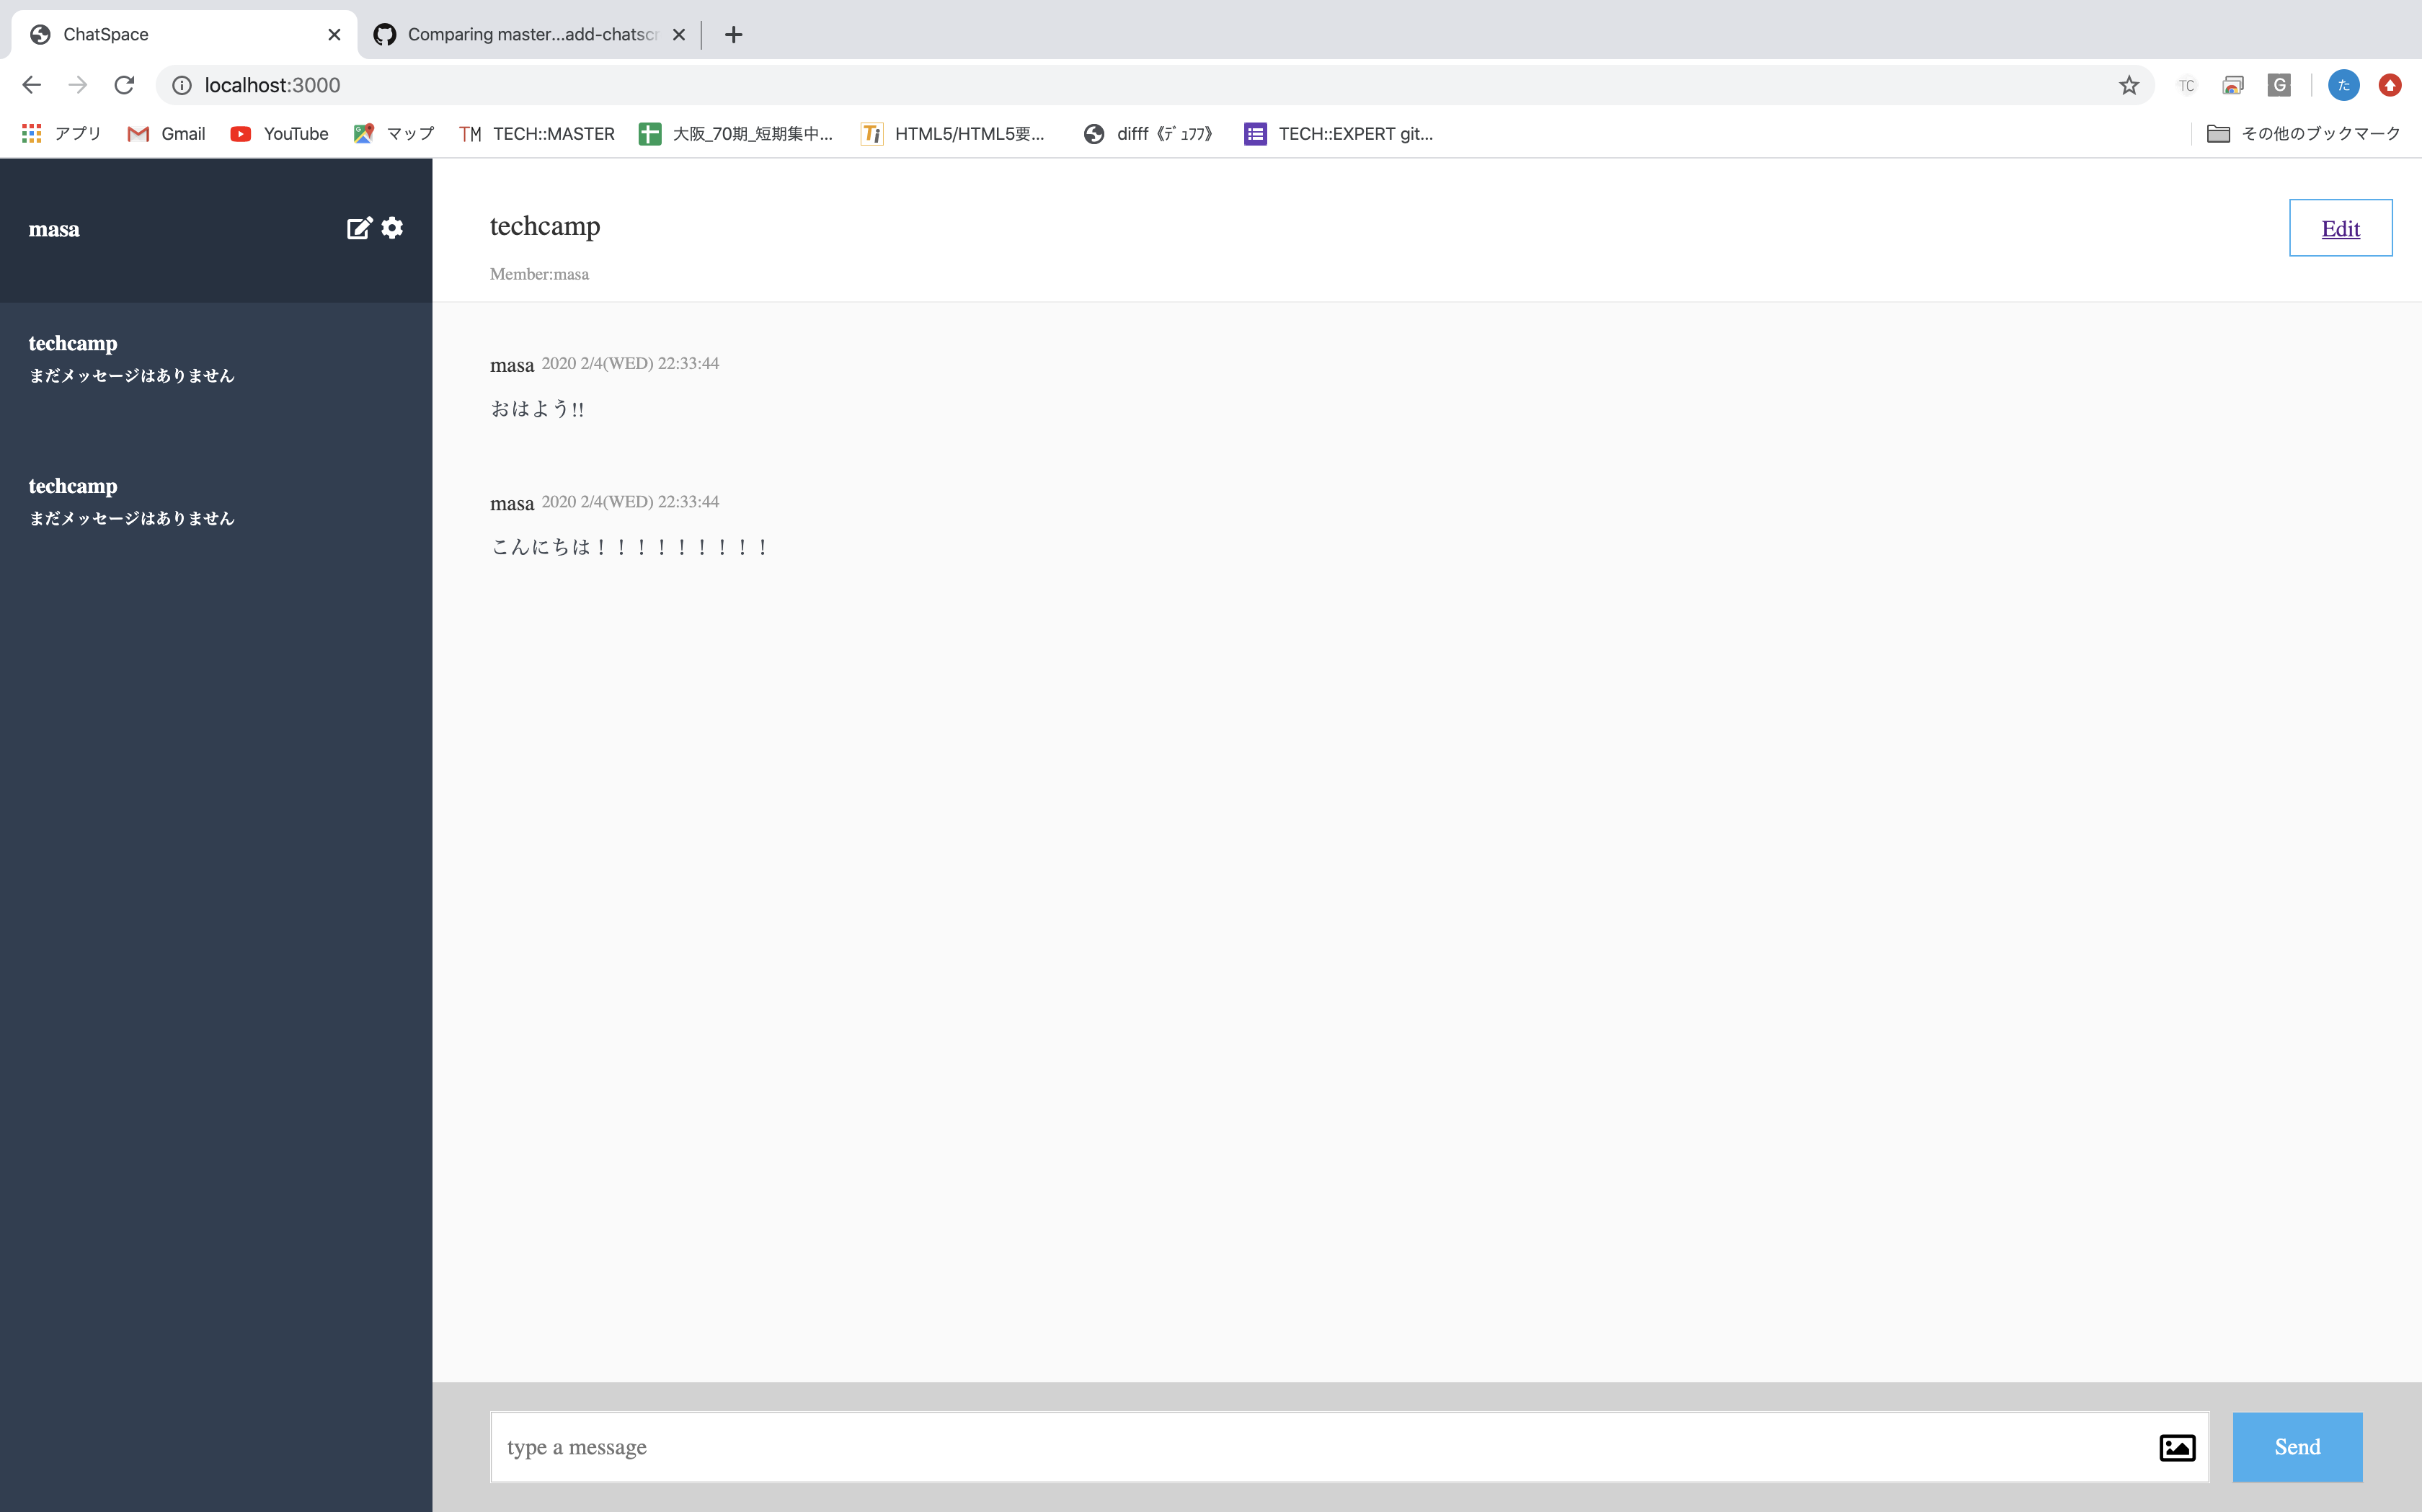 ChatSpace
Comparing master...add-chatscr
localhost:3000
TC
G
た
アプリ
Gmail
YouTube
マップ
TM TECH::MASTER
大阪_70期_短期集中...
Ti HTML5/HTML5要...
difff《ﾃﾞｭﾌﾌ》
TECH::EXPERT git...
その他のブックマーク
masa
techcamp
まだメッセージはありません
techcamp
まだメッセージはありません
techcamp
Edit
Member:masa
masa 2020 2/4(WED) 22:33:44
おはよう!!
masa 2020 2/4(WED) 22:33:44
こんにちは！！！！！！！！！
type a message
Send